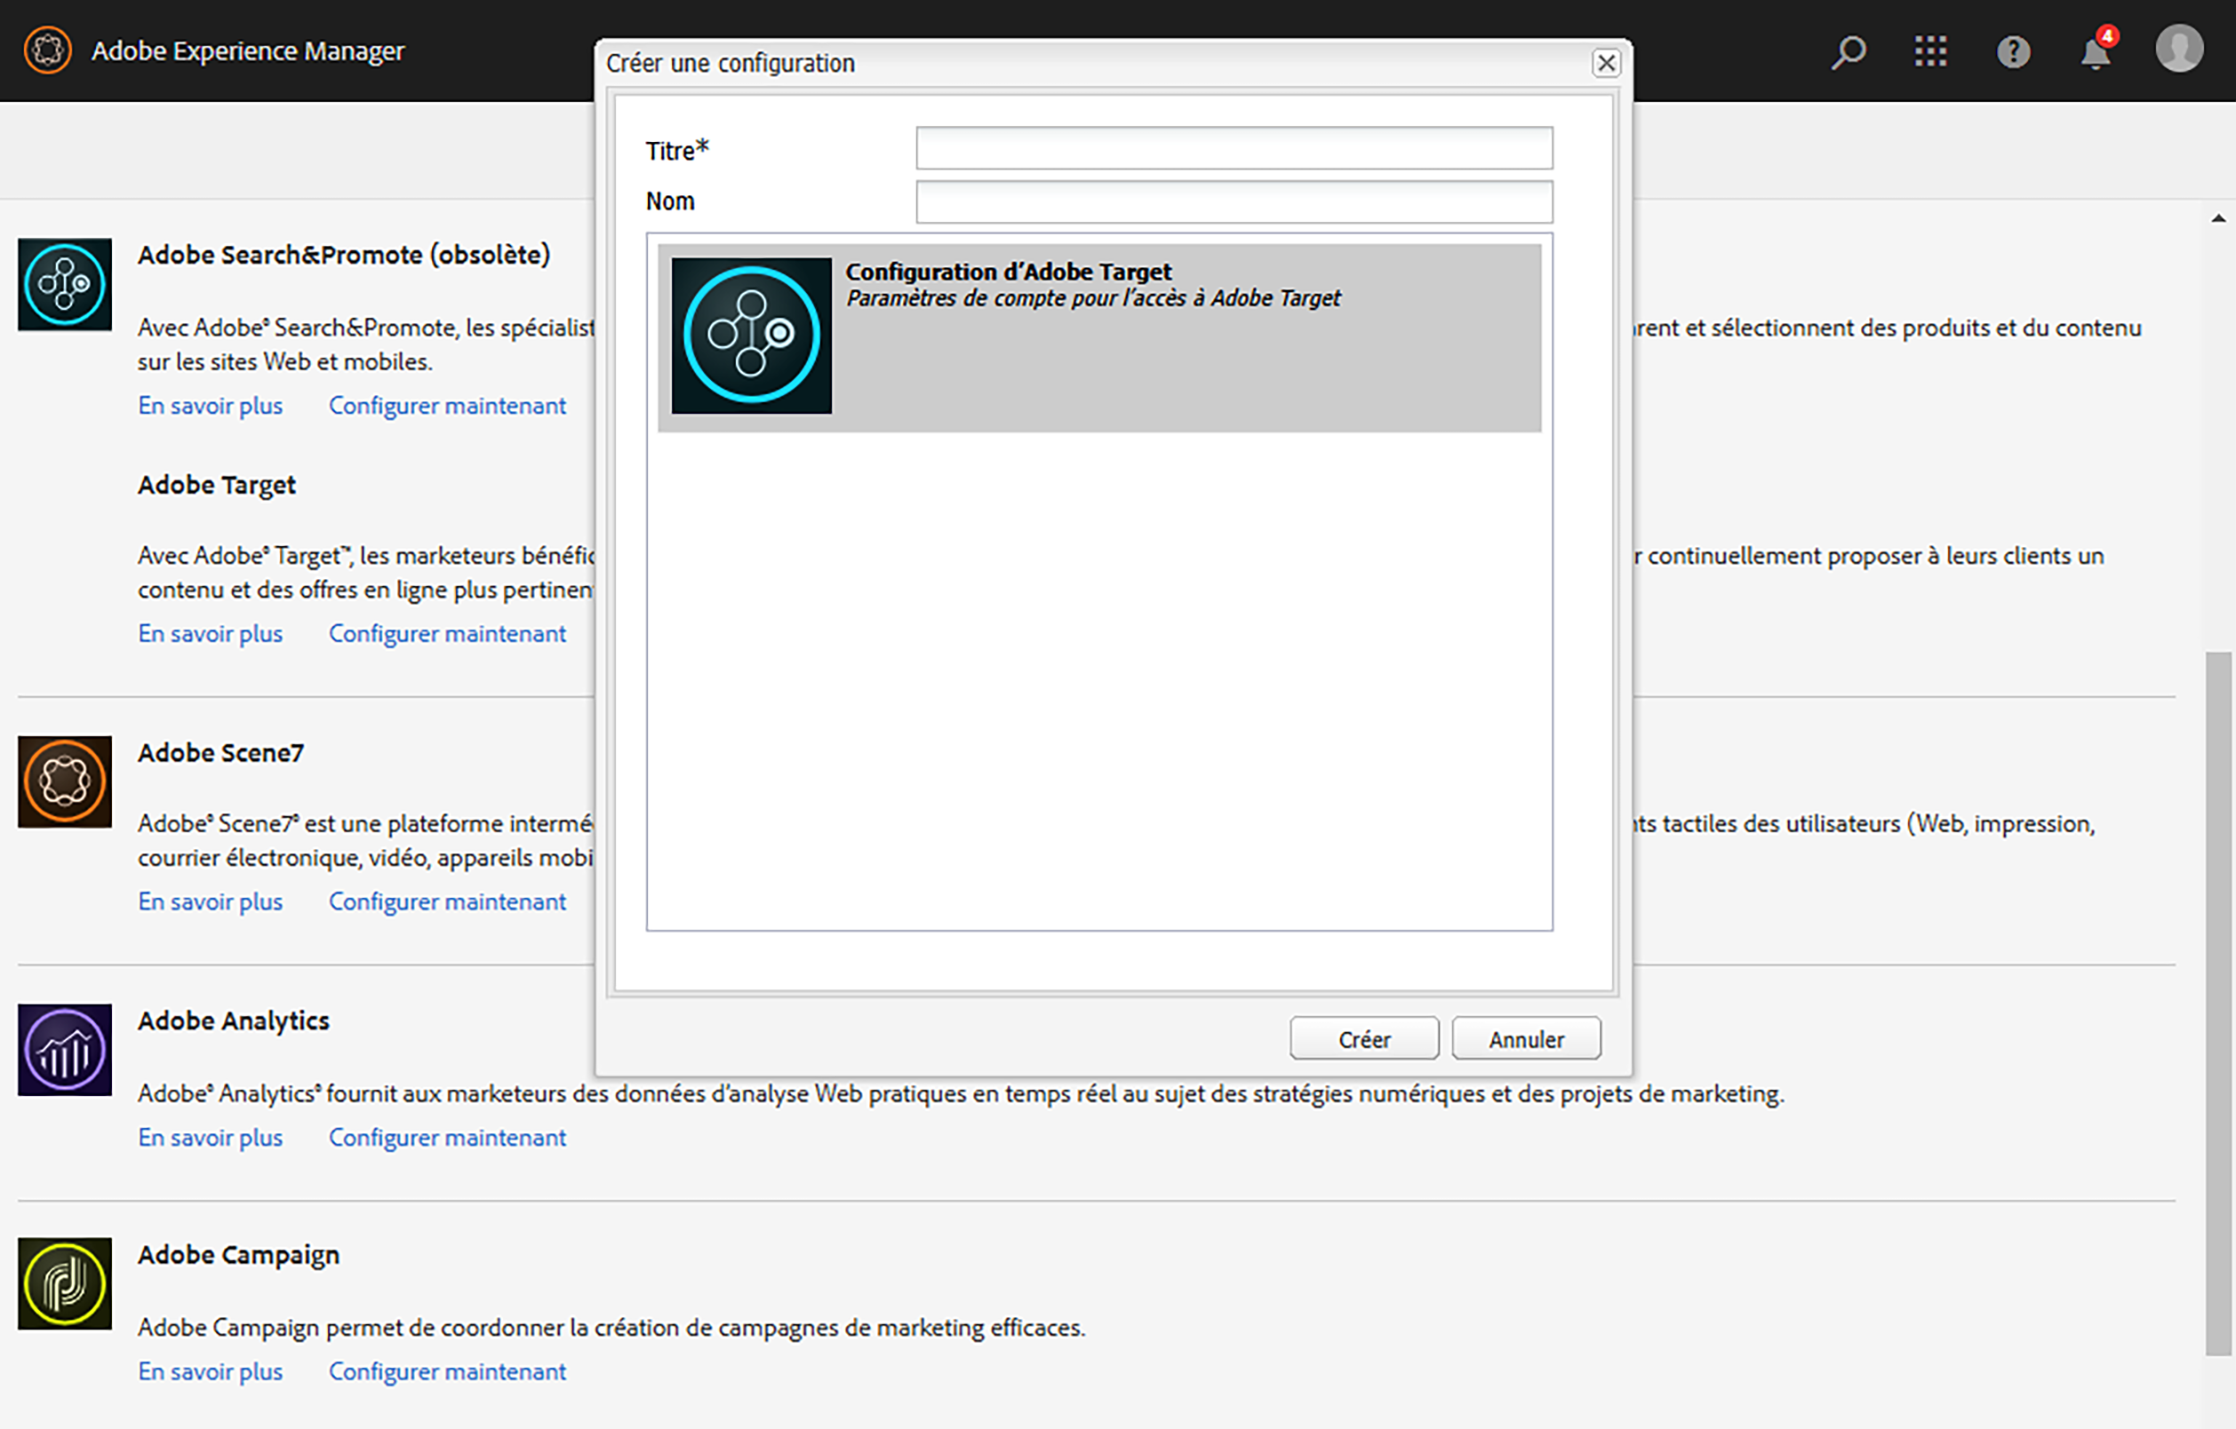 Adobe Experience Manager
4
Créer une configuration
Titre*
Nom
Configuration d'Adobe Target
Paramètres de compte pour l'accès à Adobe Target
Créer
Annuler
Adobe Search&Promote (obsolète)
Avec Adobe® Search&Promote, les spécialist
rent et sélectionnent des produits et du contenu
sur les sites Web et mobiles.
En savoir plus Configurer maintenant
Adobe Target
Avec Adobe® Target™, les marketeurs bénéfic
r continuellement proposer à leurs clients un
contenu et des offres en ligne plus pertinen
En savoir plus Configurer maintenant
Adobe Scene7
Adobe® Scene7® est une plateforme intermé
nts tactiles des utilisateurs (Web, impression,
courrier électronique, vidéo, appareils mobi
En savoir plus Configurer maintenant
Adobe Analytics
Adobe® Analytics® fournit aux marketeurs des données d'analyse Web pratiques en temps réel au sujet des stratégies numériques et des projets de marketing.
En savoir plus Configurer maintenant
Adobe Campaign
Adobe Campaign permet de coordonner la création de campagnes de marketing efficaces.
En savoir plus Configurer maintenant